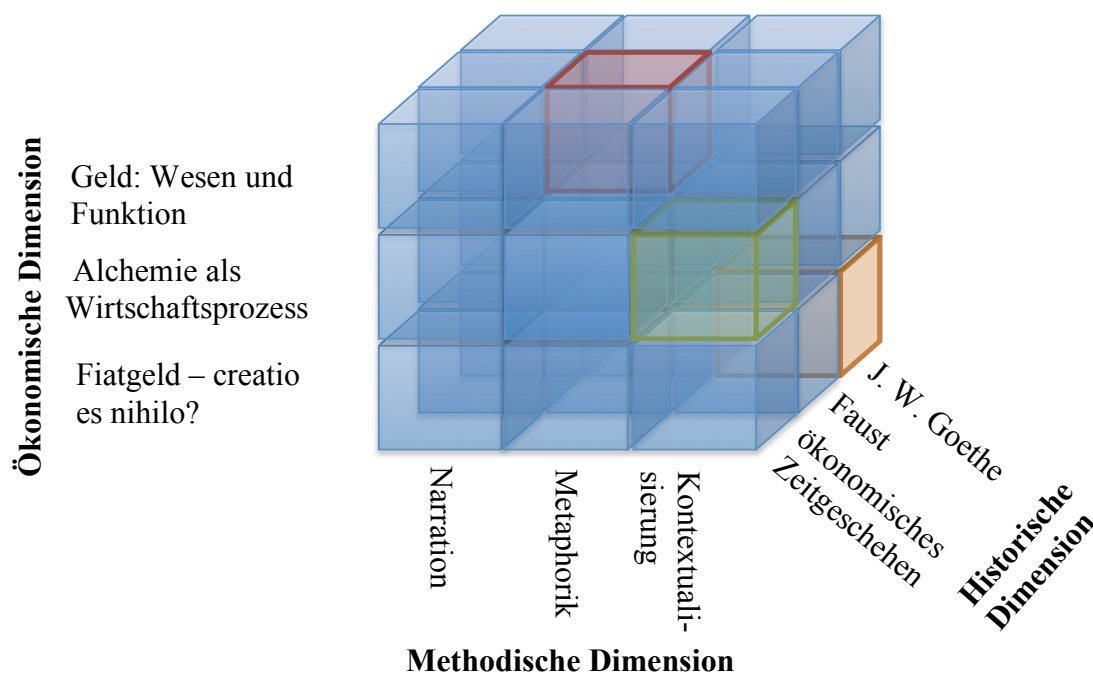 Ökonomische Dimension
Geld: Wesen und
Funktion
Alchemie als
Wirtschaftsprozess
Fiatgeld – creatio
es nihilo?
Narration
Metaphorik
Kontextuali-
sierung
J. W. Goethe
Faust
ökonomisches
Zeitgeschehen
Historische
Dimension
Methodische Dimension